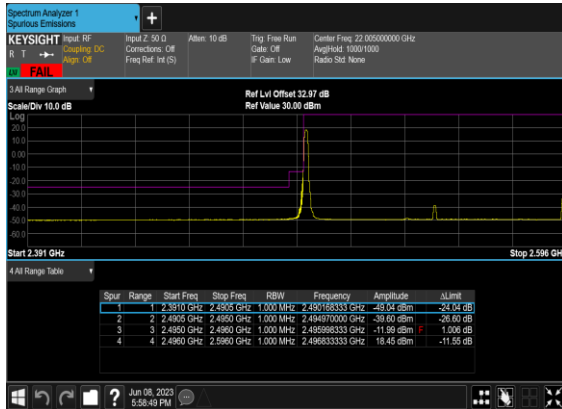 Spectrum Analyzer 1
Spurious Emissions
KEYSIGHT Input: RF Input Z: 50 Ω Atten: 10 dB Trig: Free Run Center Freq: 22.005000000 GHz
R T Coupling: DC Corrections: Off Gate: Off Avg|Hold: 1000/1000
Align: Off Freq Ref: Int (S) IF Gain: Low Radio Std: None
FAIL
3 All Range Graph
Ref Lvl Offset 32.97 dB
Scale/Div 10.0 dB Ref Value 30.00 dBm
Log
20.0
10.0
0.00
-10.0
-20.0
-30.0
-40.0
-50.0
-60.0
Start 2.391 GHz Stop 2.596 GH
4 All Range Table
Spur Range Start Freq Stop Freq RBW Frequency Amplitude ΔLimit
1 1 2.3910 GHz 2.4905 GHz 1.000 MHz 2.490168333 GHz -49.04 dBm -24.04 dB
2 2 2.4905 GHz 2.4950 GHz 1.000 MHz 2.494970000 GHz -39.60 dBm -26.60 dB
3 3 2.4950 GHz 2.4960 GHz 1.000 MHz 2.495998333 GHz -11.99 dBm F 1.006 dB
4 4 2.4960 GHz 2.5960 GHz 1.000 MHz 2.496833333 GHz 18.45 dBm -11.55 dB
Jun 08, 2023
5:58:49 PM